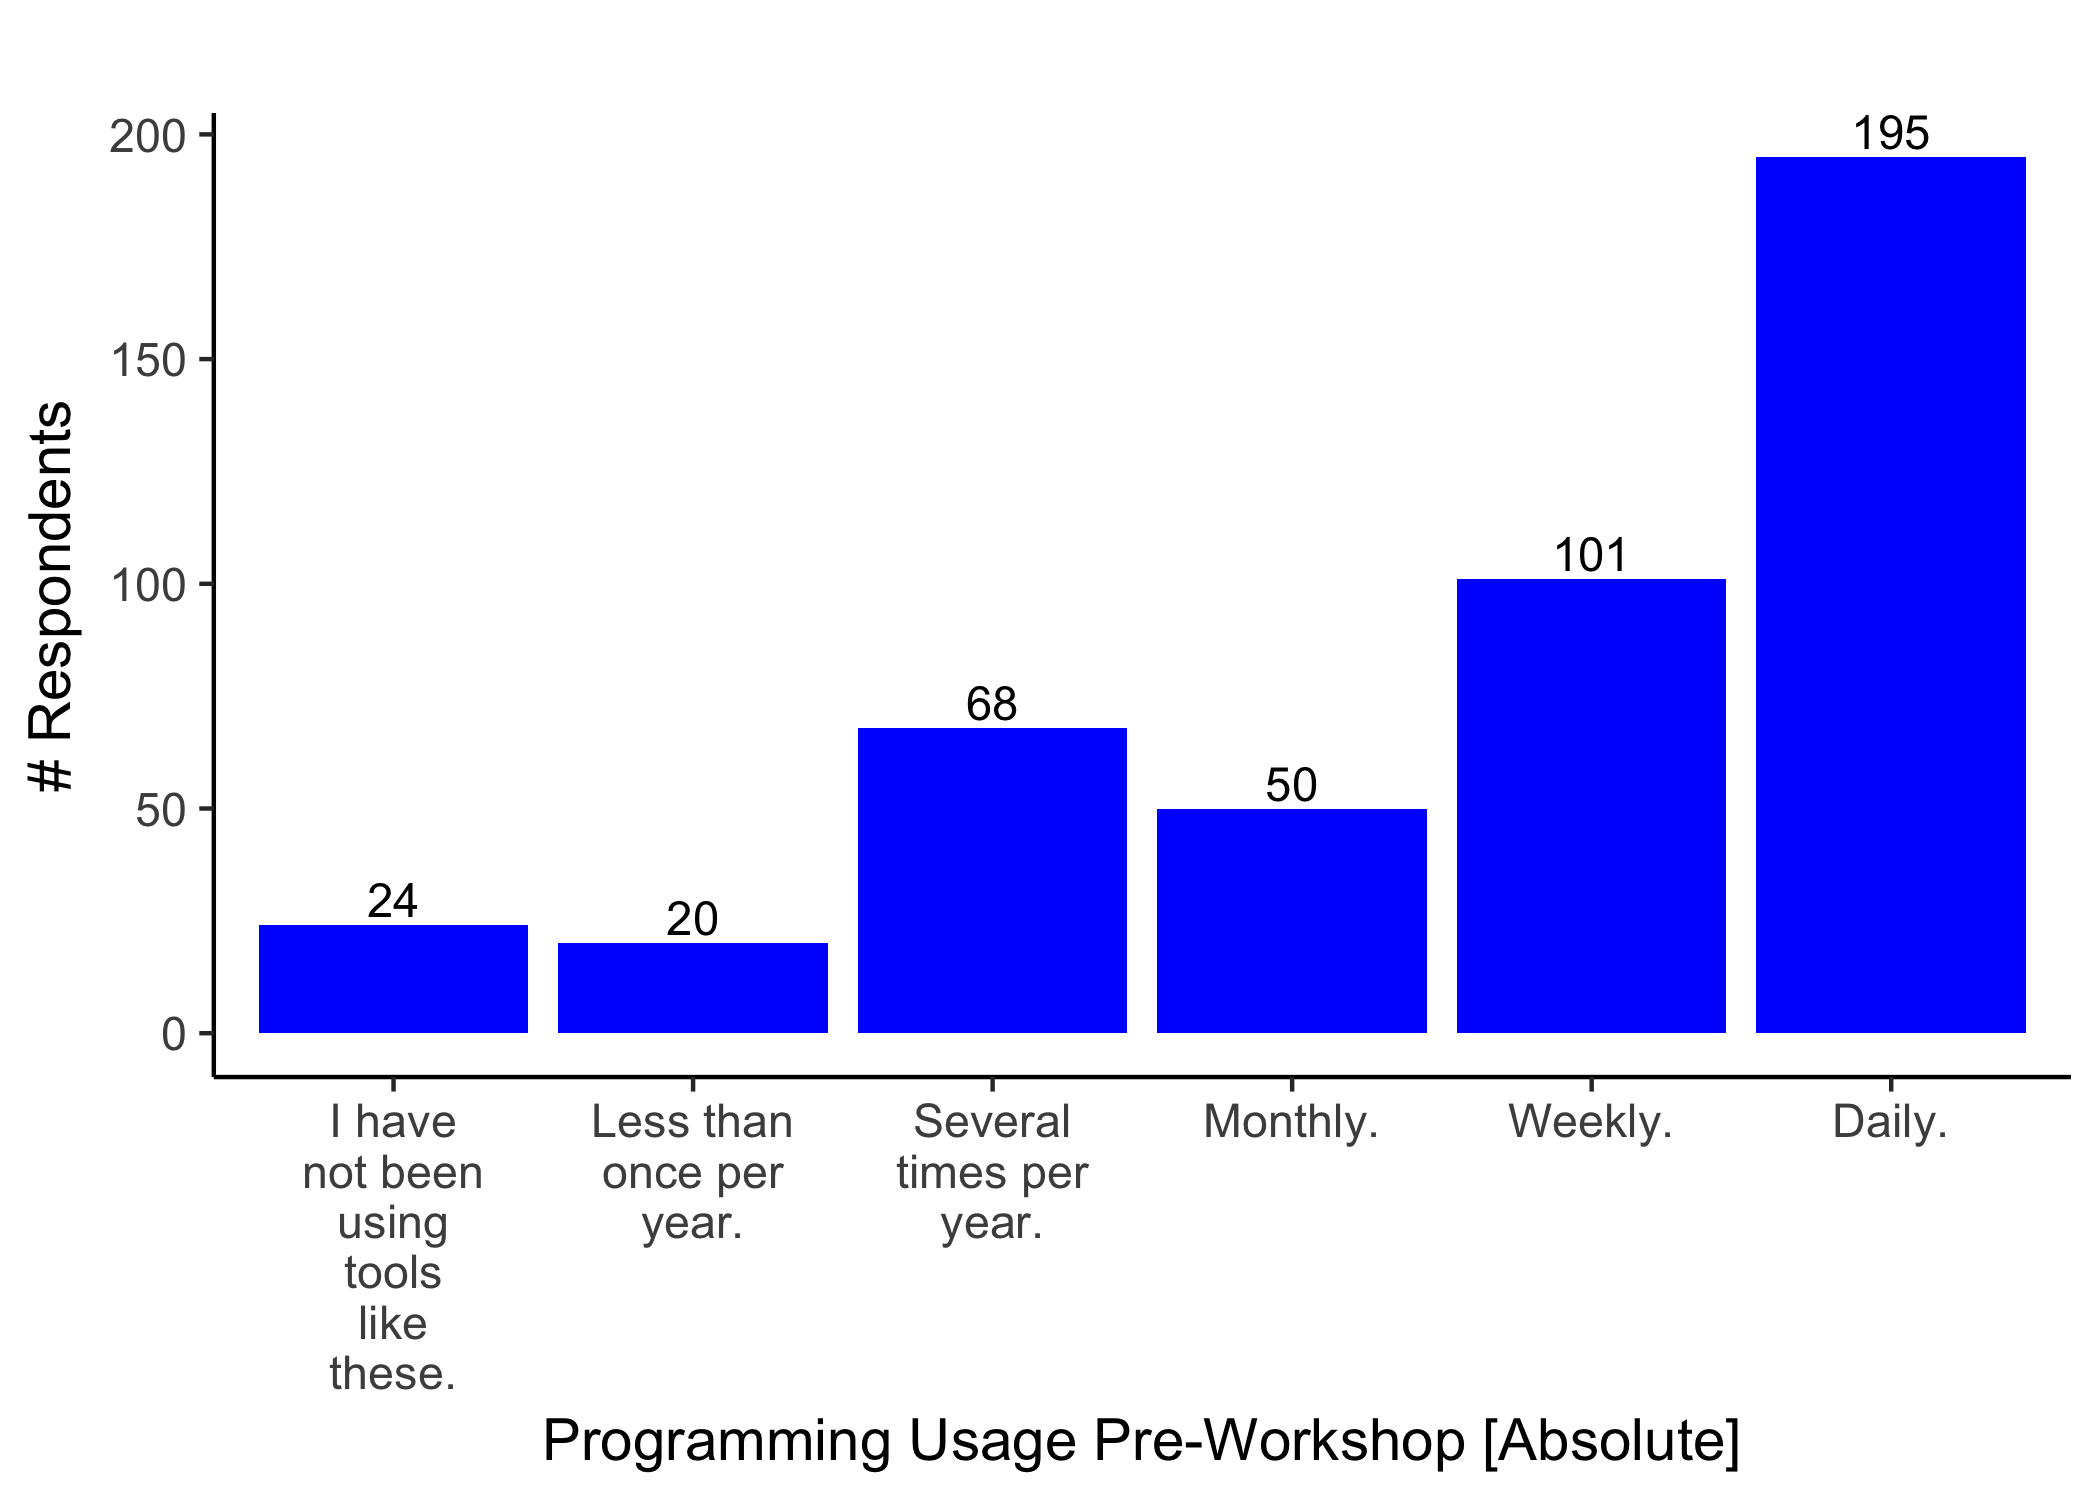 # Respondents
200
150
100
50
0
24
20
68
50
101
195
I have
not been
using
tools
like
these.
Less than
once per
year.
Several
times per
year.
Monthly.
Weekly.
Daily.
Programming Usage Pre-Workshop [Absolute]